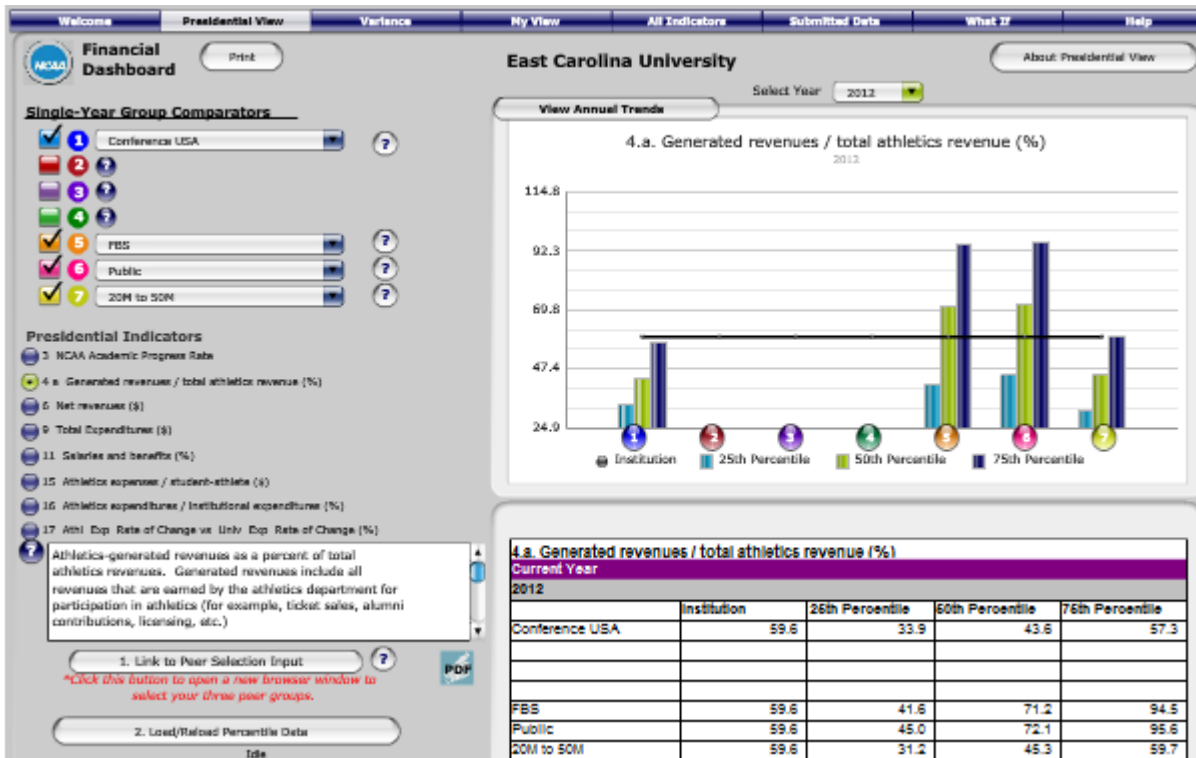 Welcome Presidential View Variance My View All Indicators Submitted Data What If Help
NCAA
Financial
Dashboard
Print
East Carolina University
About Presidential View
Select Year 2012
Single-Year Group Comparators
1 Conference USA ?
2 ?
3 ?
4 ?
5 FBS ?
6 Public ?
7 20M to 50M ?
Presidential Indicators
3 NCAA Academic Progress Rate
4 a Generated revenues / total athletics revenue (%)
6 Net revenues ($)
9 Total Expenditures ($)
11 Salaries and benefits (%)
15 Athletics expenses / student-athlete ($)
16 Athletics expenditures / Institutional expenditures (%)
17 Athl Exp Rate of Change vs Univ Exp Rate of Change (%)
?
Athletics-generated revenues as a percent of total
athletics revenues. Generated revenues include all
revenues that are earned by the athletics department for
participation in athletics (for example, ticket sales, alumni
contributions, licensing, etc.)
1. Link to Peer Selection Input ?
PDF
*Click this button to open a new browser window to
select your three peer groups.
2. Load/Reload Percentile Data
Idle
View Annual Trends
4.a. Generated revenues / total athletics revenue (%)
2012
114.8
92.3
69.8
47.4
24.9
1 2 3 4 5 6 7
Institution 25th Percentile 50th Percentile 75th Percentile
4.a. Generated revenues / total athletics revenue (%)
Current Year
2012
Institution 25th Percentile 50th Percentile 75th Percentile
Conference USA 59.6 33.9 43.6 57.3
FBS 59.6 41.6 71.2 94.5
Public 59.6 45.0 72.1 95.6
20M to 50M 59.6 31.2 45.3 59.7